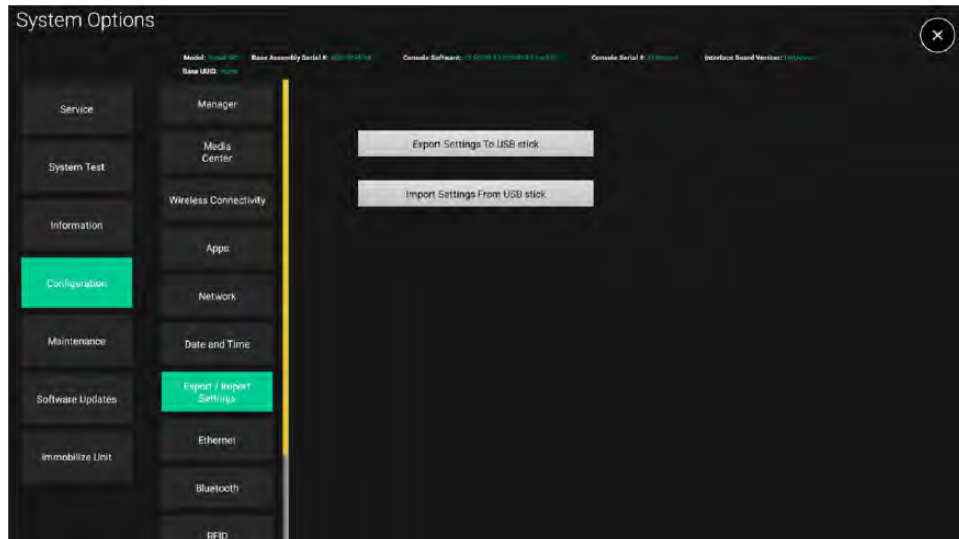 System Options
Model: Base Assembly Serial #: Console Software: Console Serial #: Interface Board Version:
Base UUID:
Service
System Test
Information
Configuration
Maintenance
Software Updates
Immobilize Unit
Manager
Media
Center
Wireless Connectivity
Apps
Network
Date and Time
Export / Import
Settings
Ethernet
Bluetooth
RFID
Export Settings To USB stick
Import Settings From USB stick